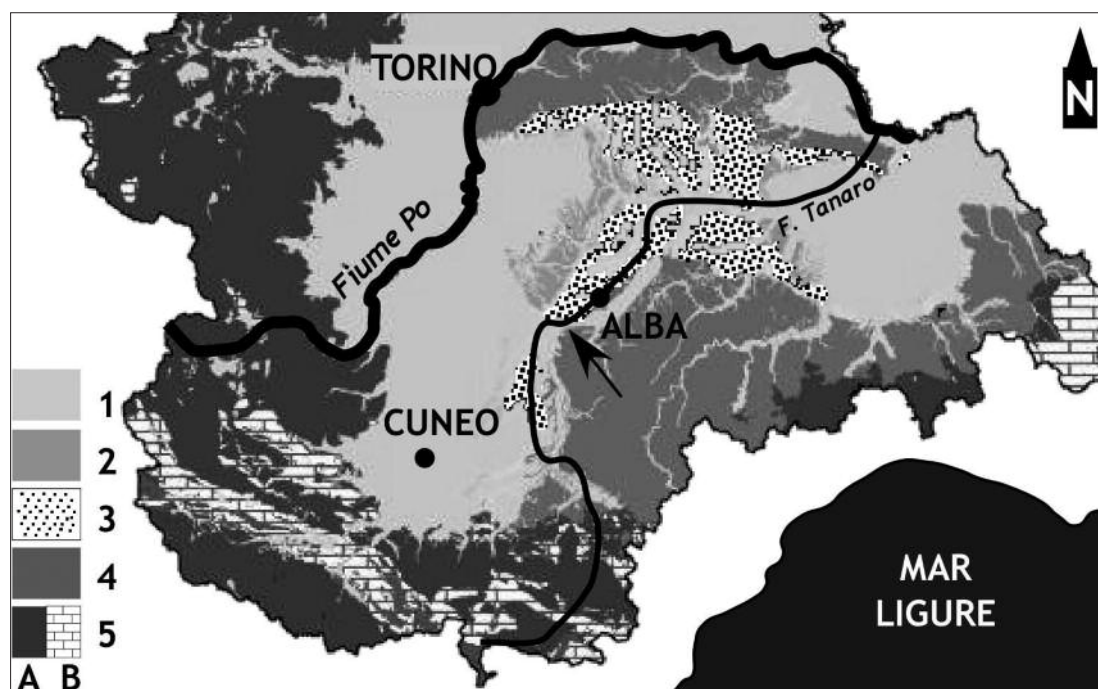 TORINO
N
Fiume Po
F. Tanaro
ALBA
1
CUNEO
2
3
4
MAR
LIGURE
5
A B